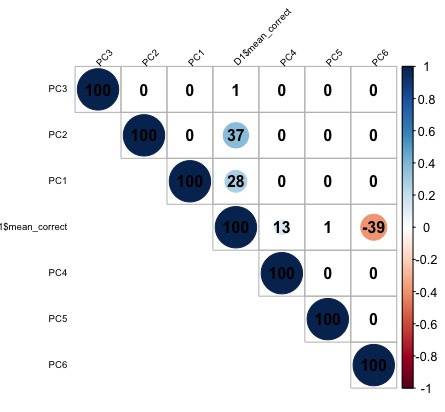 PC3 PC2 PC1 D1$mean_correct PC4 PC5 PC6
PC3 100 0 0 1 0 0 0
PC2 100 0 37 0 0 0
PC1 100 28 0 0 0
1$mean_correct 100 13 1 -39
PC4 100 0 0
PC5 100 0
PC6 100
1
0.8
0.6
0.4
0.2
0
-0.2
-0.4
-0.6
-0.8
-1